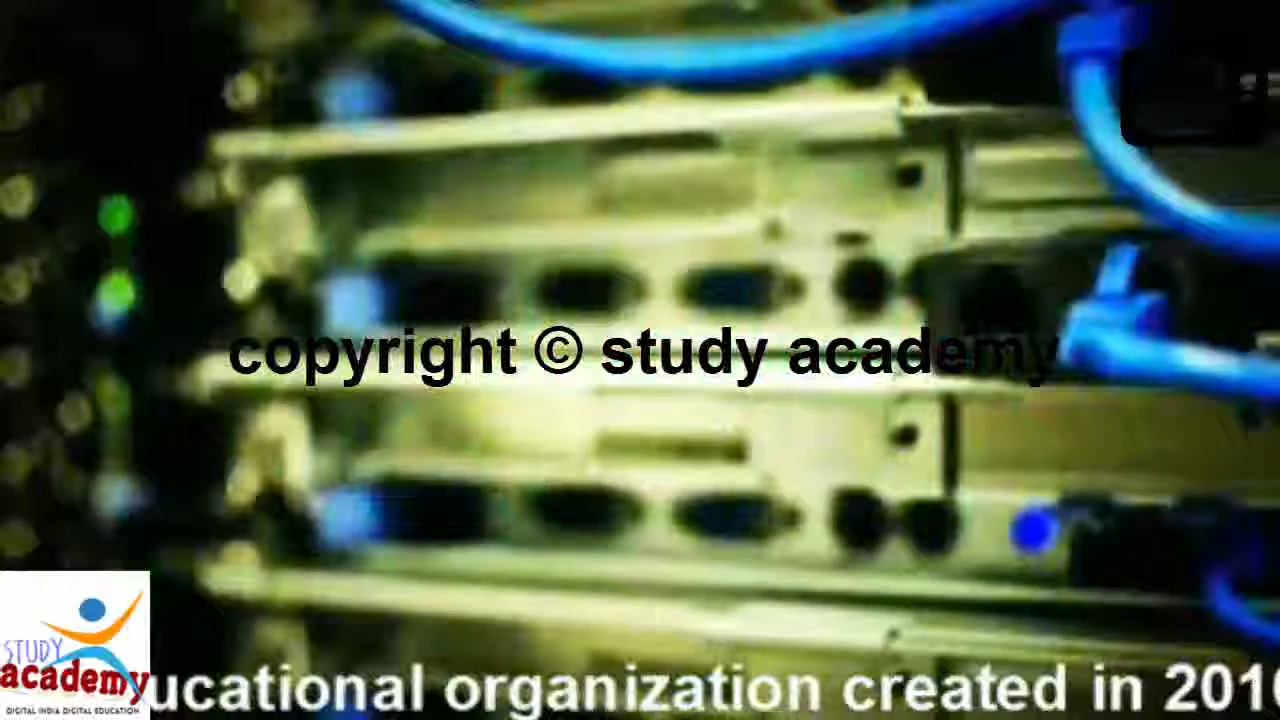 copyright © study academy
STUDY
academy
DIGITAL INDIA DIGITAL EDUCATION
ucational organization created in 201